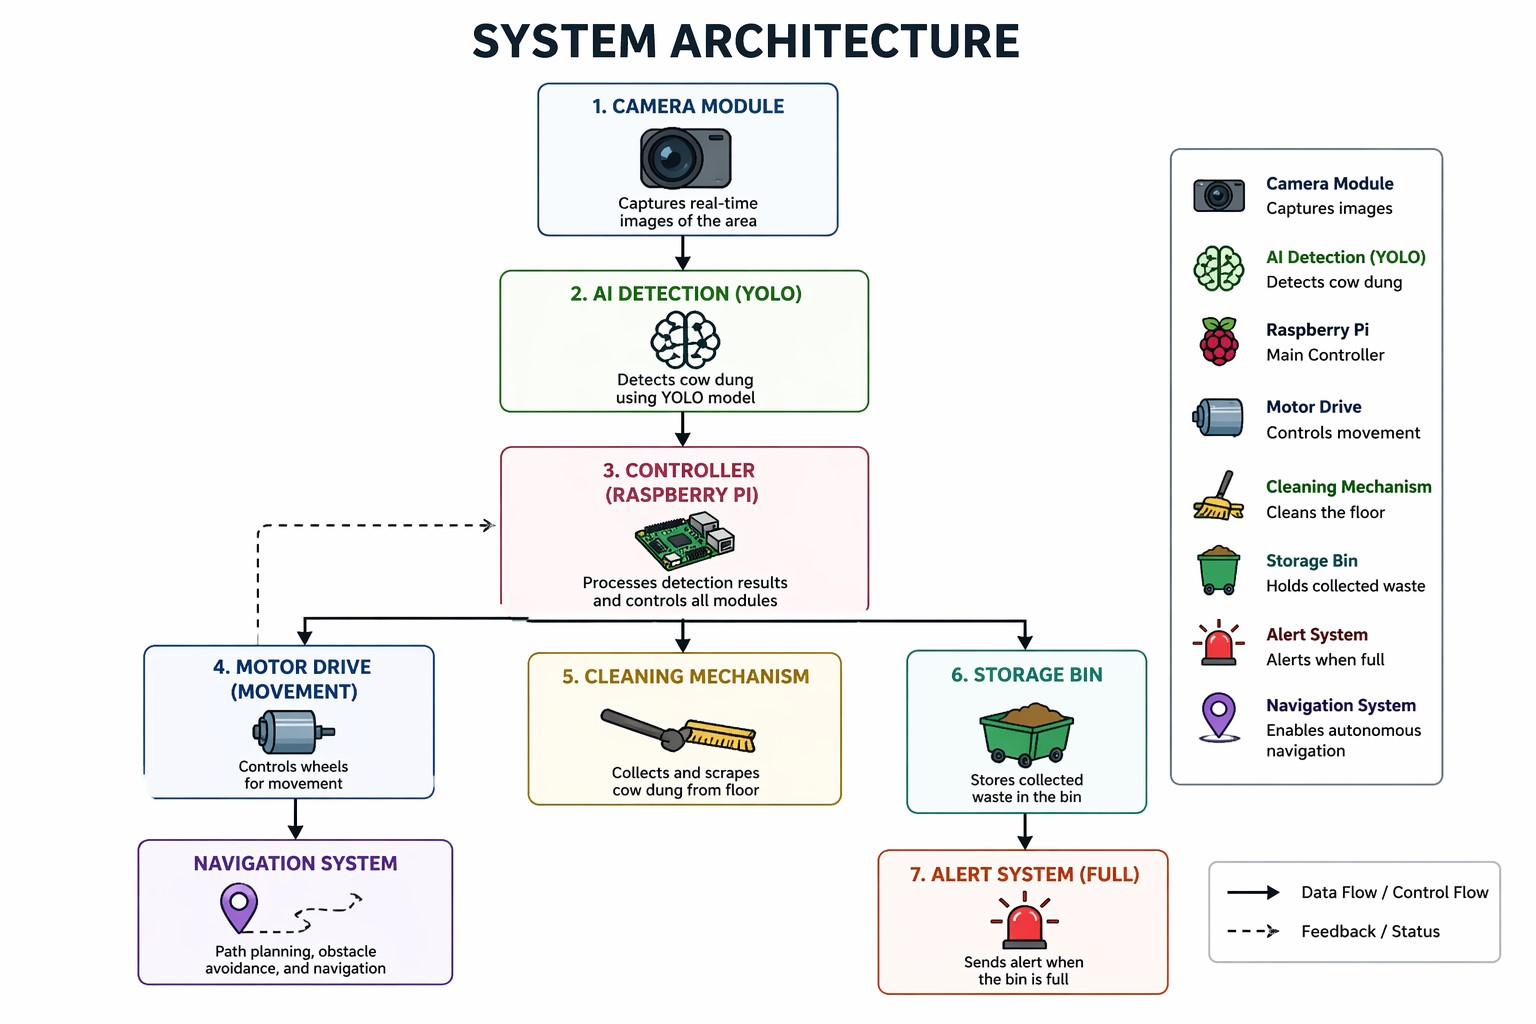 SYSTEM ARCHITECTURE
1. CAMERA MODULE
Captures real-time
images of the area
2. AI DETECTION (YOLO)
Detects cow dung
using YOLO model
3. CONTROLLER
(RASPBERRY PI)
Processes detection results
and controls all modules
4. MOTOR DRIVE
(MOVEMENT)
Controls wheels
for movement
5. CLEANING MECHANISM
Collects and scrapes
cow dung from floor
6. STORAGE BIN
Stores collected
waste in the bin
NAVIGATION SYSTEM
Path planning, obstacle
avoidance, and navigation
7. ALERT SYSTEM (FULL)
Sends alert when
the bin is full
Camera Module
Captures images
AI Detection (YOLO)
Detects cow dung
Raspberry Pi
Main Controller
Motor Drive
Controls movement
Cleaning Mechanism
Cleans the floor
Storage Bin
Holds collected waste
Alert System
Alerts when full
Navigation System
Enables autonomous
navigation
Data Flow / Control Flow
Feedback / Status